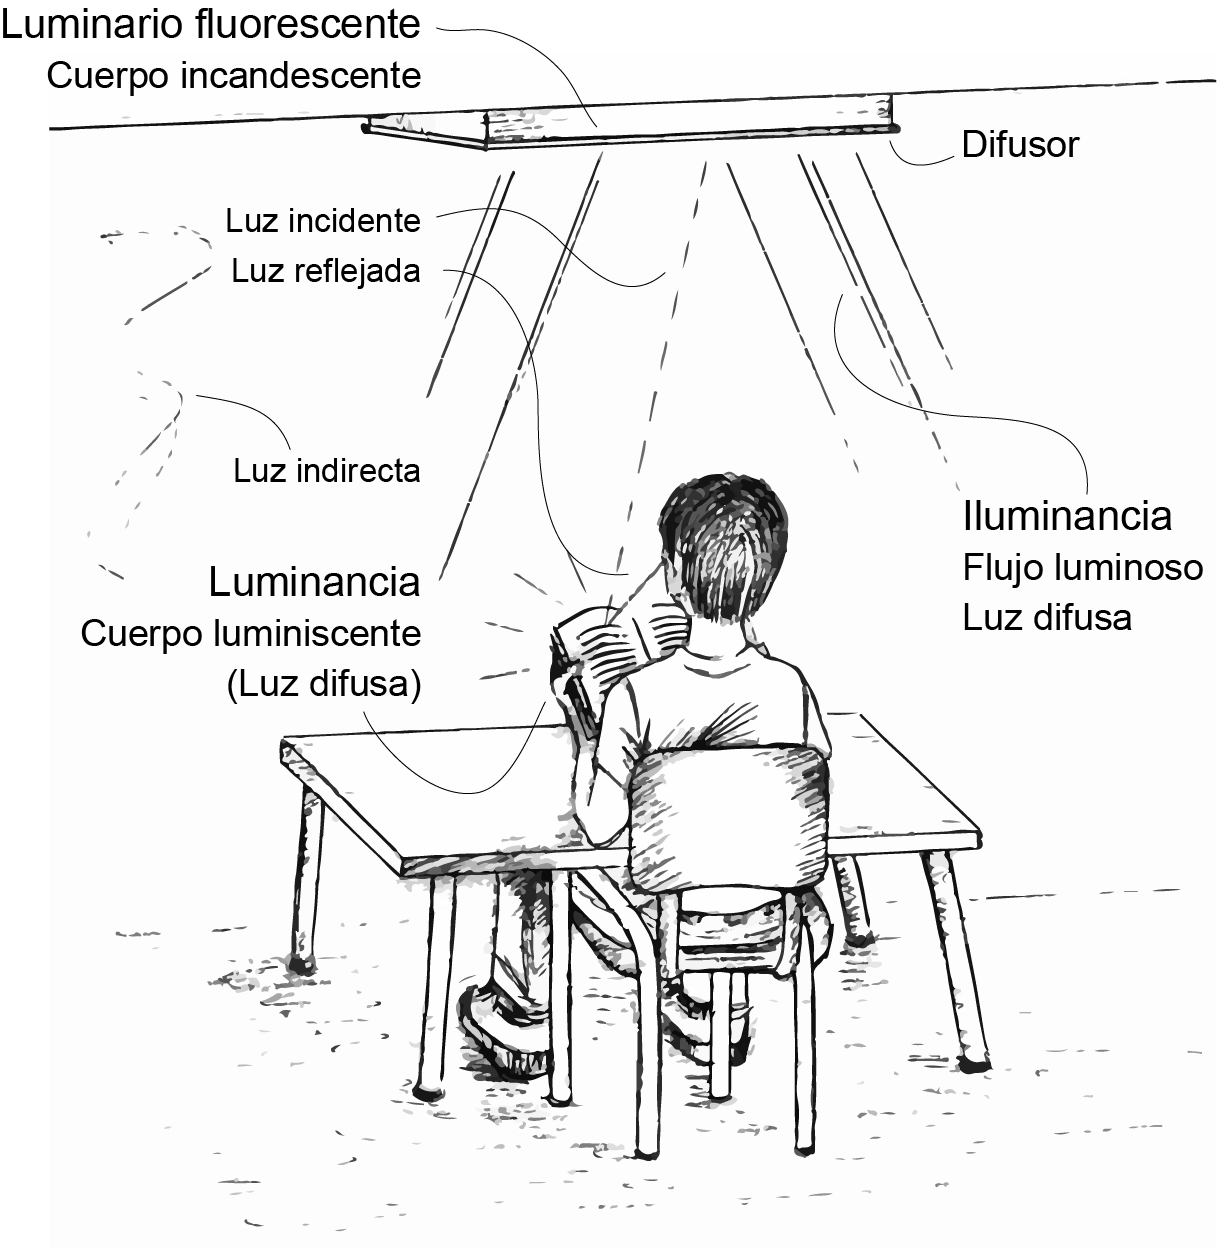 Luminario fluorescente
Cuerpo incandescente
Difusor
Luz incidente
Luz reflejada
Luz indirecta
Luminancia
Cuerpo luminiscente
(Luz difusa)
Iluminancia
Flujo luminoso
Luz difusa